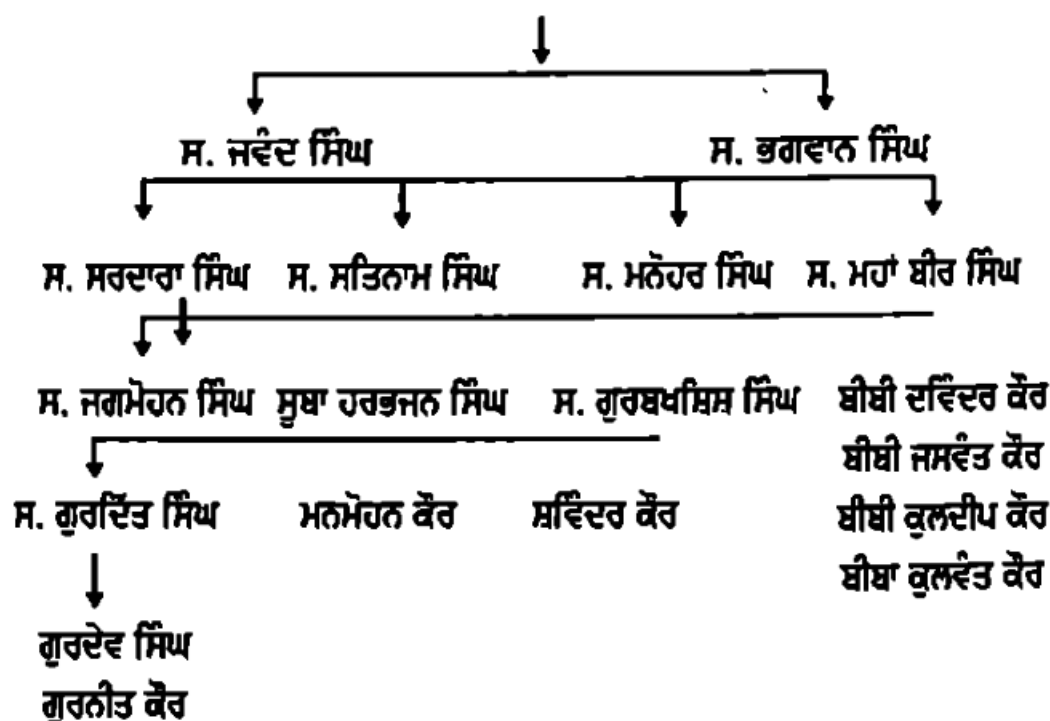 ਸ. ਜਵੰਦ ਸਿੰਘ ਸ. ਭਗਵਾਨ ਸਿੰਘ
ਸ. ਸਰਦਾਰਾ ਸਿੰਘ ਸ. ਸਤਿਨਾਮ ਸਿੰਘ ਸ. ਮਨੋਹਰ ਸਿੰਘ ਸ. ਮਹਾਂ ਬੀਰ ਸਿੰਘ
ਸ. ਜਗਮੋਹਨ ਸਿੰਘ ਸੂਬਾ ਹਰਭਜਨ ਸਿੰਘ ਸ. ਗੁਰਬਖਸ਼ਿਸ਼ ਸਿੰਘ ਬੀਬੀ ਦਵਿੰਦਰ ਕੌਰ
ਬੀਬੀ ਜਸਵੰਤ ਕੌਰ
ਸ. ਗੁਰਦਿੱਤ ਸਿੰਘ ਮਨਮੋਹਨ ਕੌਰ ਸ਼ਵਿੰਦਰ ਕੌਰ ਬੀਬੀ ਕੁਲਦੀਪ ਕੌਰ
ਬੀਬਾ ਕੁਲਵੰਤ ਕੌਰ
ਗੁਰਦੇਵ ਸਿੰਘ
ਗੁਰਨੀਤ ਕੌਰ